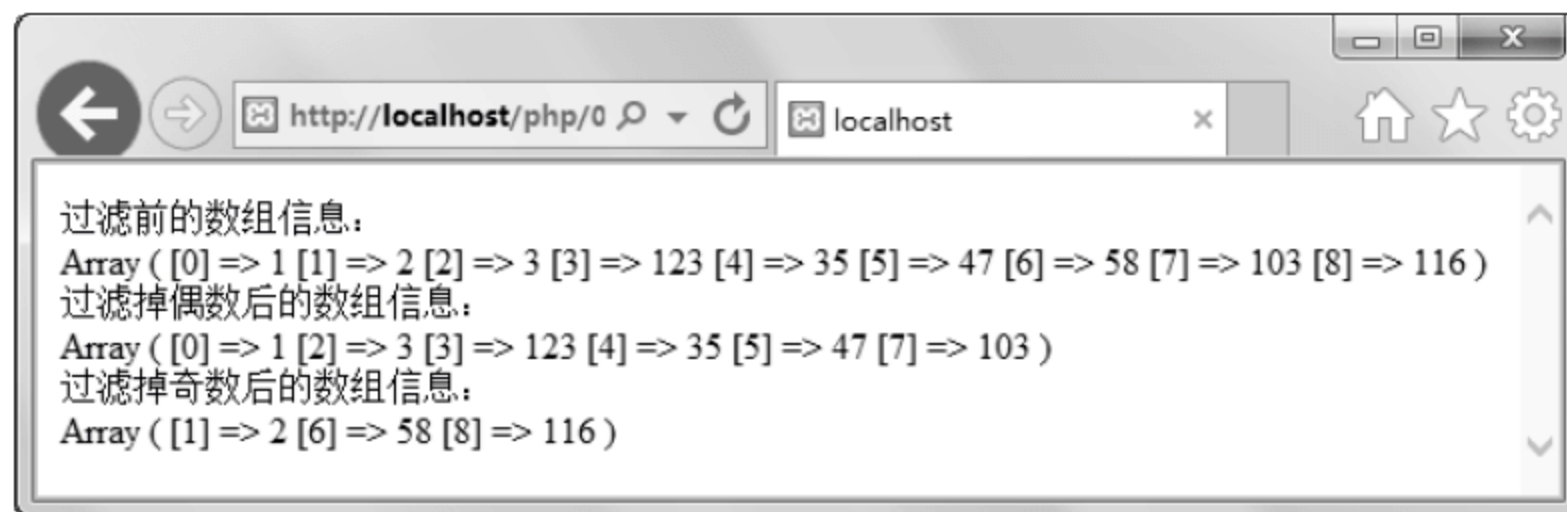 http://localhost/php/0
localhost
过滤前的数组信息：
Array ( [0] => 1 [1] => 2 [2] => 3 [3] => 123 [4] => 35 [5] => 47 [6] => 58 [7] => 103 [8] => 116 )
过滤掉偶数后的数组信息：
Array ( [0] => 1 [2] => 3 [3] => 123 [4] => 35 [5] => 47 [7] => 103 )
过滤掉奇数后的数组信息：
Array ( [1] => 2 [6] => 58 [8] => 116 )